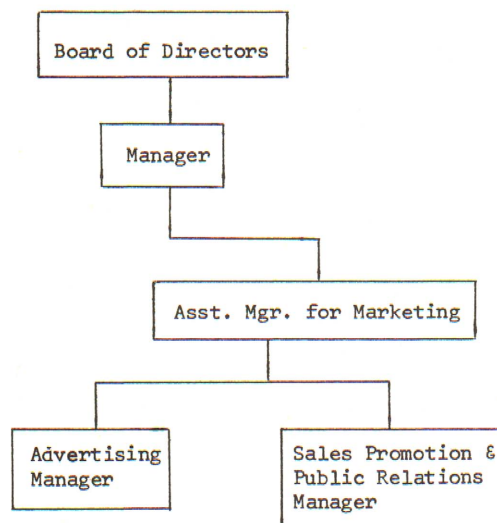 Board of Directors
Manager
Asst. Mgr. for Marketing
Advertising
Manager
Sales Promotion &
Public Relations
Manager